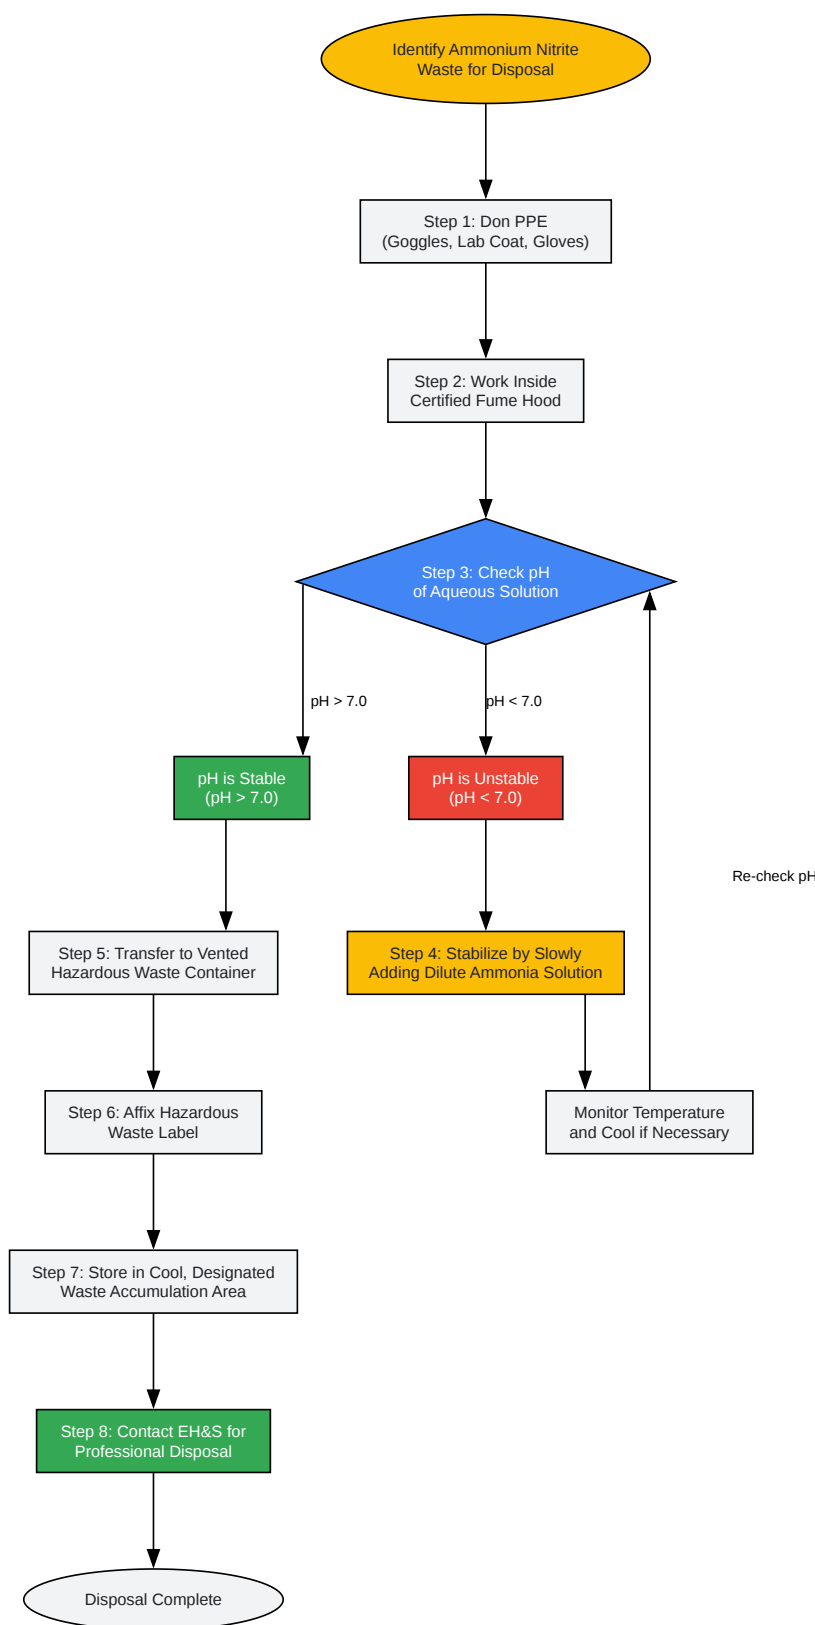 Identify Ammonium Nitrite
Waste for Disposal
Step 1: Don PPE
(Goggles, Lab Coat, Gloves)
Step 2: Work Inside
Certified Fume Hood
Step 3: Check pH
of Aqueous Solution
pH > 7.0
pH < 7.0
pH is Stable
(pH > 7.0)
pH is Unstable
(pH < 7.0)
Re-check pH
Step 5: Transfer to Vented
Hazardous Waste Container
Step 4: Stabilize by Slowly
Adding Dilute Ammonia Solution
Step 6: Affix Hazardous
Waste Label
Monitor Temperature
and Cool if Necessary
Step 7: Store in Cool, Designated
Waste Accumulation Area
Step 8: Contact EH&S for
Professional Disposal
Disposal Complete